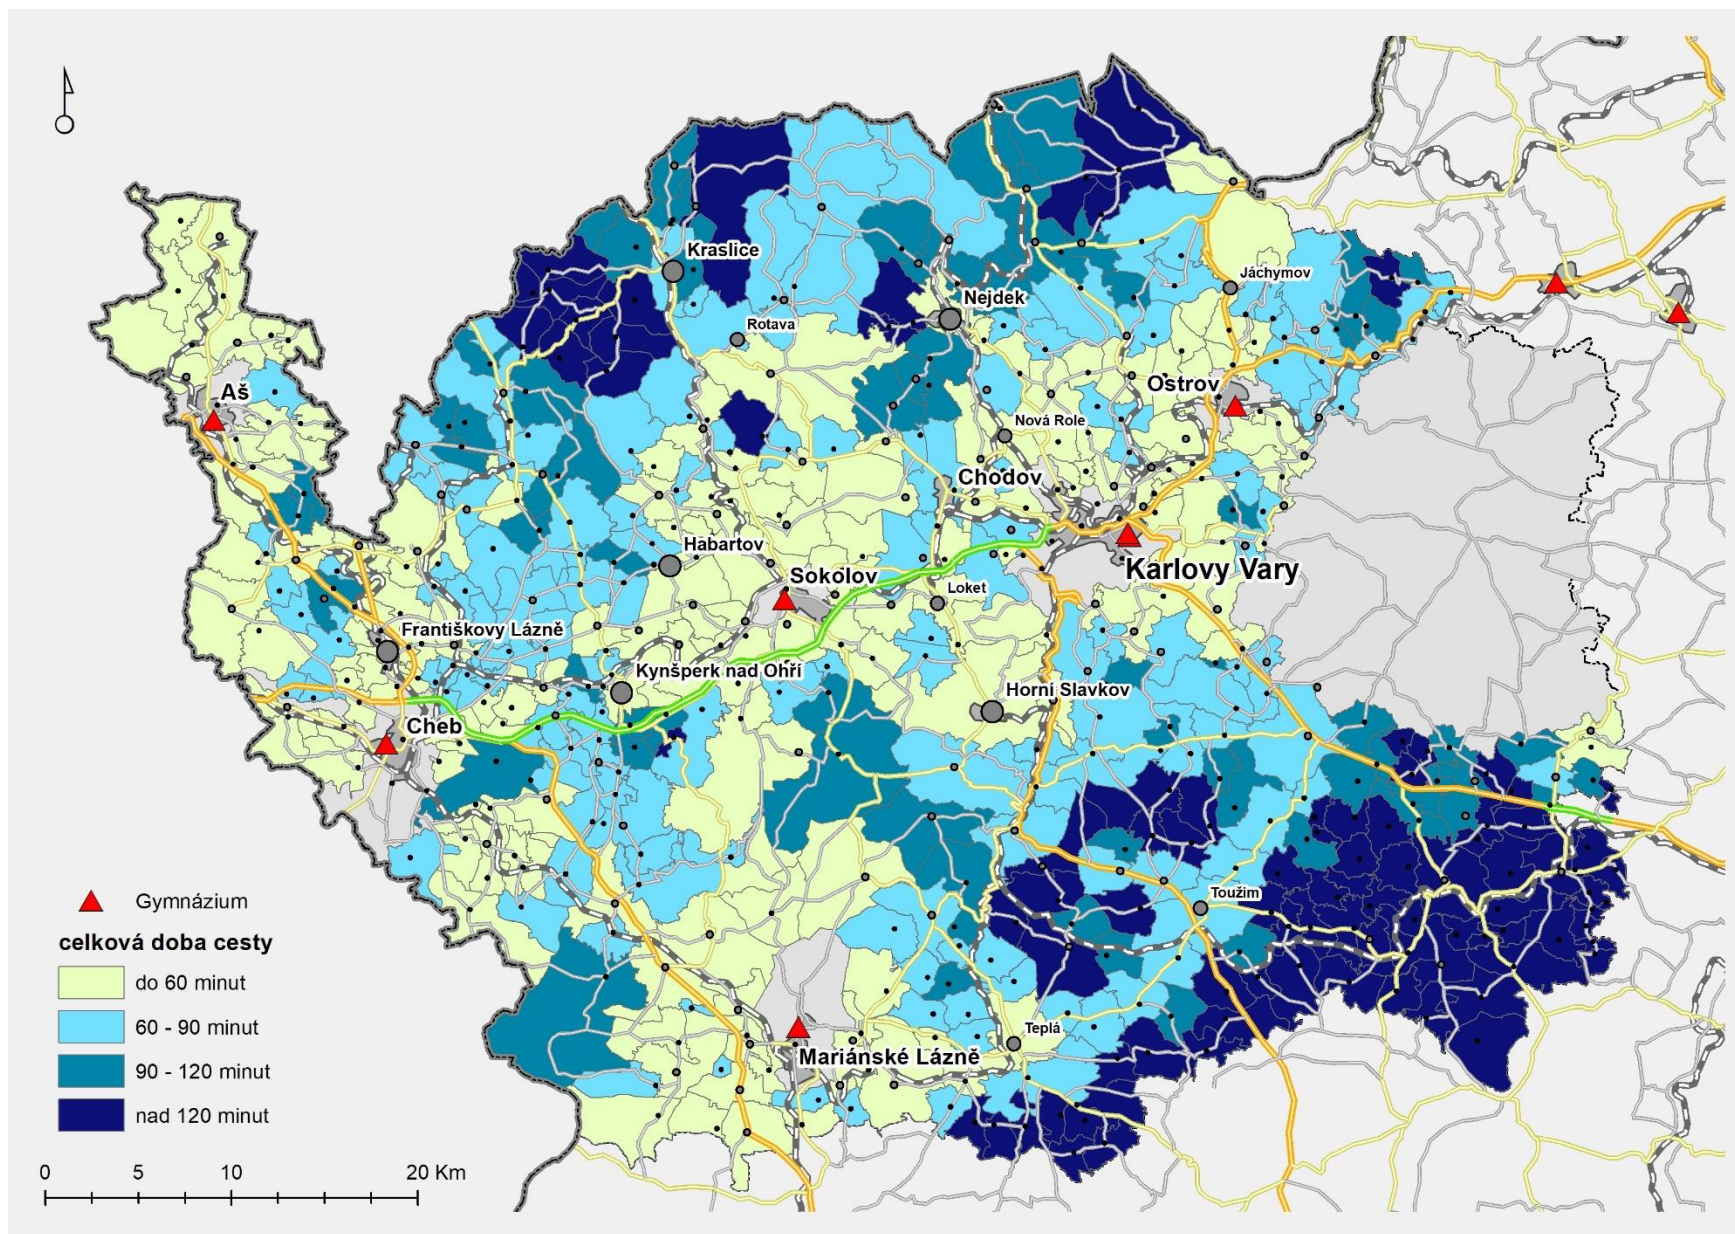 Kraslice
Rotava
Nejdek
Jáchymov
Aš
Ostrov
Nová Role
Chodov
Habartov
Sokolov
Karlovy Vary
Loket
Františkovy Lázně
Kynšperk nad Ohří
Horní Slavkov
Cheb
Toužim
Teplá
Mariánské Lázně
Gymnázium
celková doba cesty
do 60 minut
60 - 90 minut
90 - 120 minut
nad 120 minut
0 5 10 20 Km